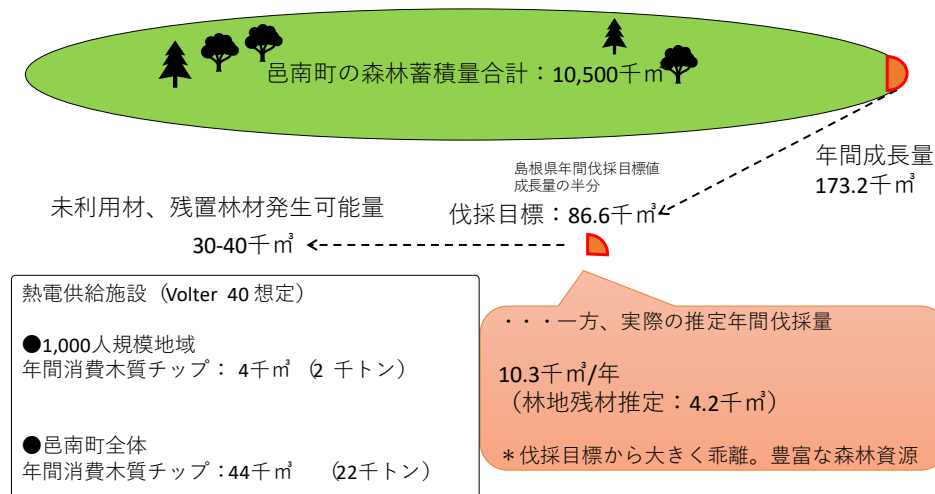 邑南町の森林蓄積量合計：10,500千㎥
年間成長量
173.2千㎥
島根県年間伐採目標値
成長量の半分
伐採目標：86.6千㎥
未利用材、残置林材発生可能量
30-40千㎥
熱電供給施設（Volter 40 想定）
●1,000人規模地域
年間消費木質チップ： 4千㎥ （2 千トン）
●邑南町全体
年間消費木質チップ：44千㎥ （22千トン）
・・・一方、実際の推定年間伐採量
10.3千㎥/年
（林地残材推定：4.2千㎥）
＊伐採目標から大きく乖離。豊富な森林資源